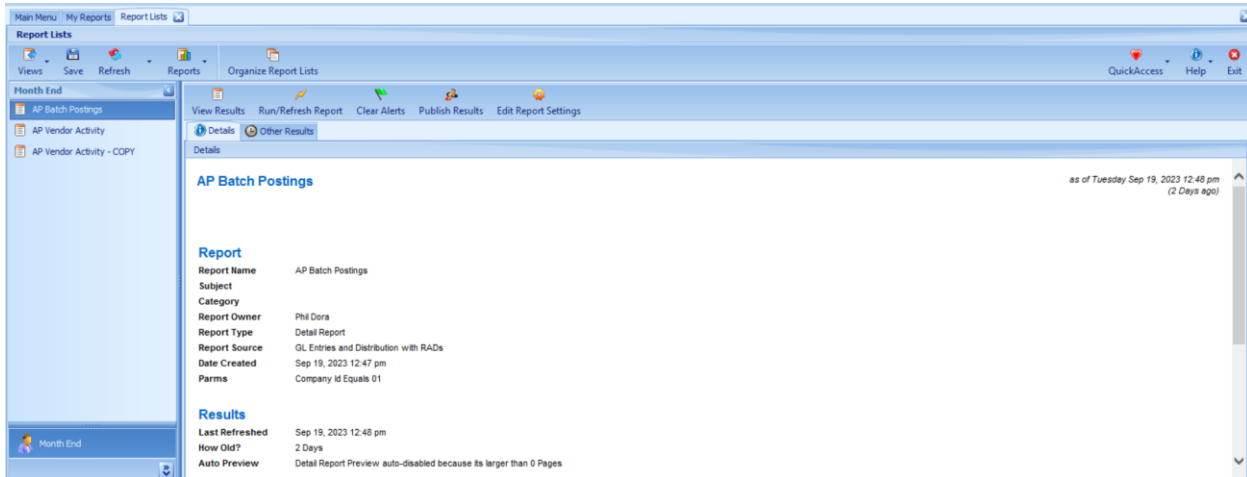 Main Menu My Reports Report Lists
Report Lists
Views Save Refresh Reports Organize Report Lists QuickAccess Help Exit
Month End
View Results Run/Refresh Report Clear Alerts Publish Results Edit Report Settings
AP Batch Postings
AP Vendor Activity
AP Vendor Activity - COPY
Details Other Results
Details
AP Batch Postings
as of Tuesday Sep 19, 2023 12:48 pm
(2 Days ago)
Report
Report Name AP Batch Postings
Subject
Category
Report Owner Phil Dora
Report Type Detail Report
Report Source GL Entries and Distribution with RADs
Date Created Sep 19, 2023 12:47 pm
Parms Company Id Equals 01
Results
Last Refreshed Sep 19, 2023 12:48 pm
How Old? 2 Days
Auto Preview Detail Report Preview auto-disabled because its larger than 0 Pages
Month End